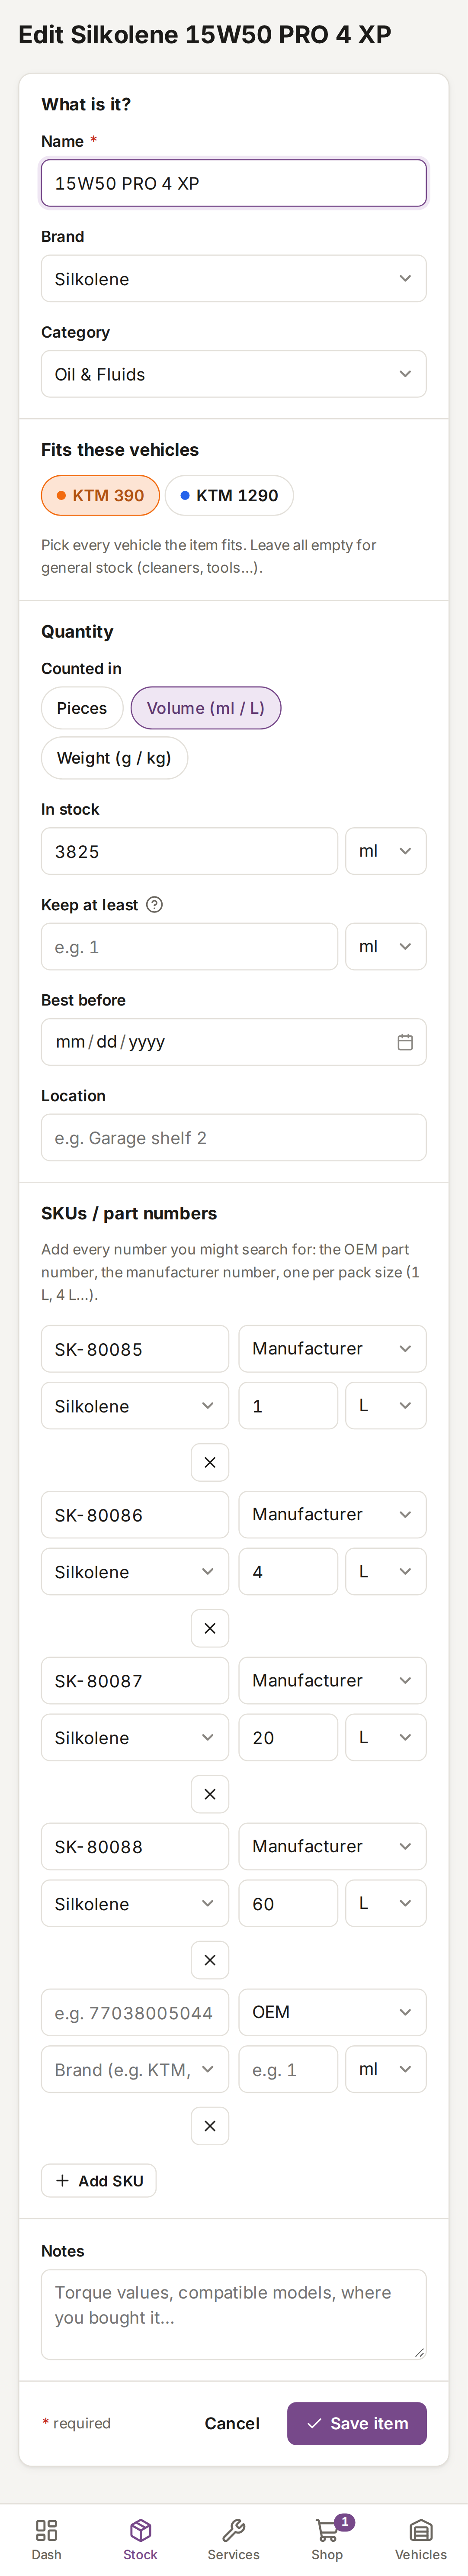 Edit Silkolene 15W50 PRO 4 XP
What is it?
Name *
15W50 PRO 4 XP
Brand
Silkolene
Category
Oil & Fluids
Fits these vehicles
KTM 390 KTM 1290
Pick every vehicle the item fits. Leave all empty for
general stock (cleaners, tools...).
Quantity
Counted in
Pieces Volume (ml / L)
Weight (g / kg)
In stock
3825 ml
Keep at least ?
e.g. 1 ml
Best before
mm/dd/yyyy
Location
e.g. Garage shelf 2
SKUs / part numbers
Add every number you might search for: the OEM part
number, the manufacturer number, one per pack size (1
L, 4 L...).
SK-80085 Manufacturer
Silkolene 1 L
SK-80086 Manufacturer
Silkolene 4 L
SK-80087 Manufacturer
Silkolene 20 L
SK-80088 Manufacturer
Silkolene 60 L
e.g. 77038005044 OEM
Brand (e.g. KTM, e.g. 1 ml
+ Add SKU
Notes
Torque values, compatible models, where
you bought it...
* required Cancel Save item
1
Dash Stock Services Shop Vehicles